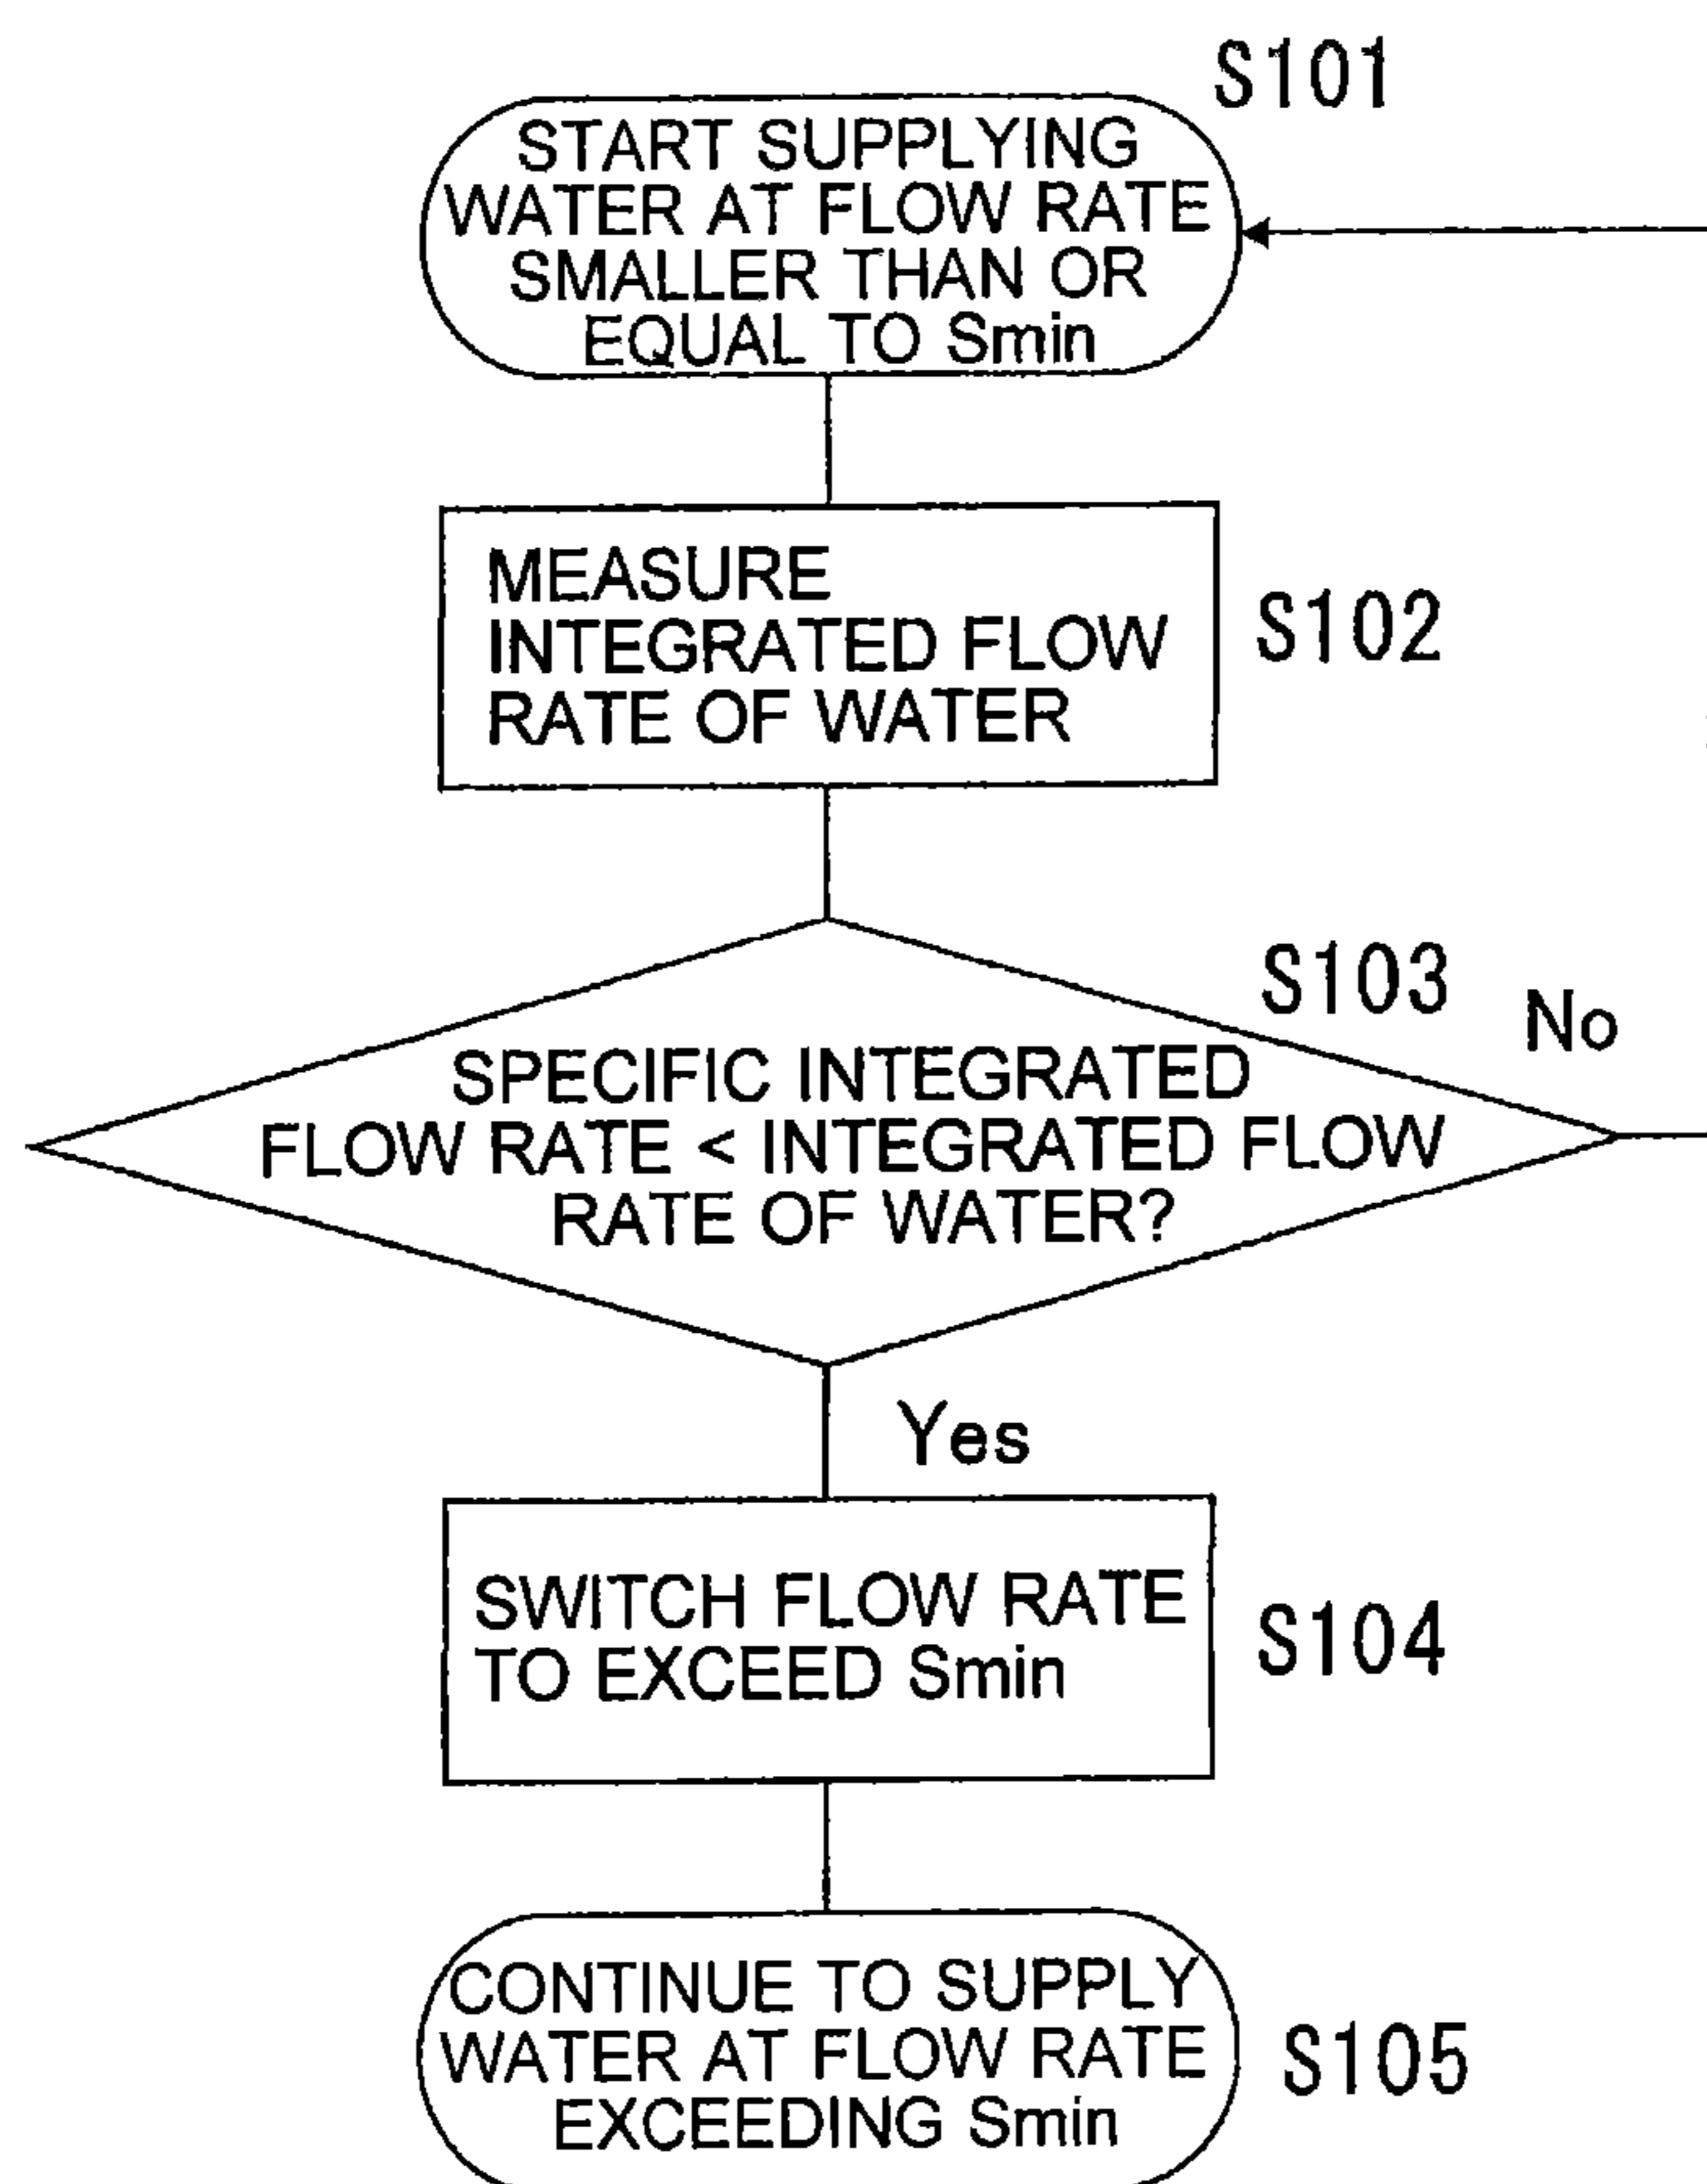 S101
START SUPPLYING
WATER AT FLOW RATE
SMALLER THAN OR
EQUAL TO Smin
MEASURE
INTEGRATED FLOW
RATE OF WATER
S102
S103
No
SPECIFIC INTEGRATED
FLOW RATE < INTEGRATED FLOW
RATE OF WATER?
Yes
SWITCH FLOW RATE
TO EXCEED Smin
S104
CONTINUE TO SUPPLY
WATER AT FLOW RATE
EXCEEDING Smin
S105